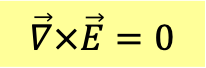 ∇⃗×E⃗ = 0